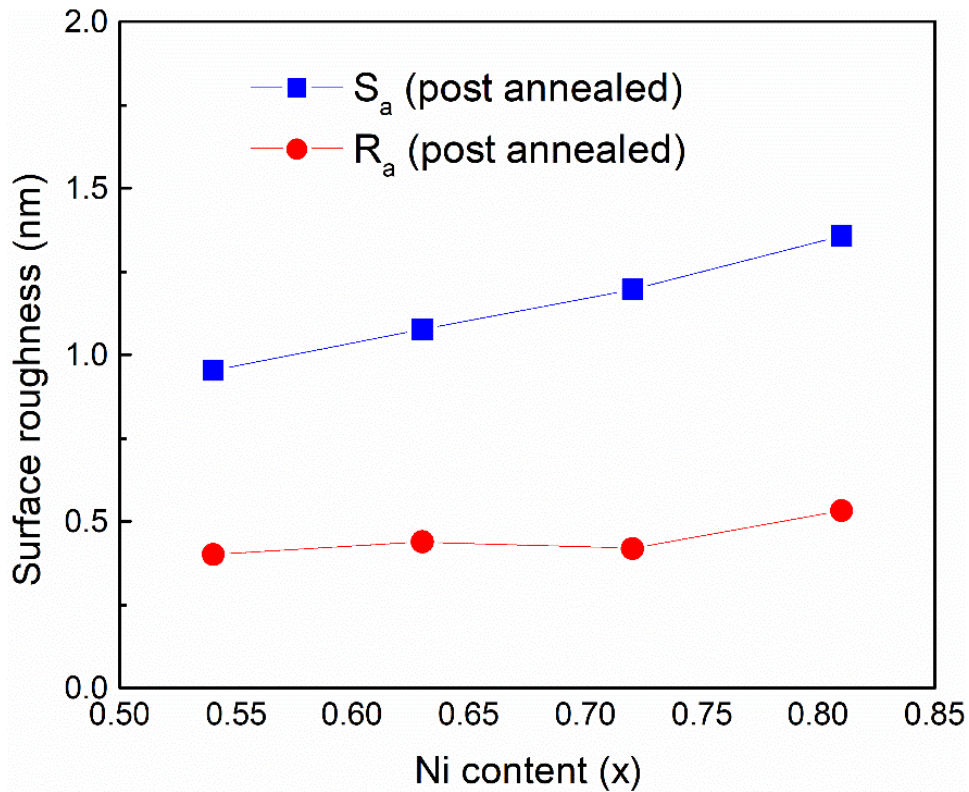 2.0
1.5
1.0
0.5
0.0
Surface roughness (nm)
Sa (post annealed)
Ra (post annealed)
0.50 0.55 0.60 0.65 0.70 0.75 0.80 0.85
Ni content (x)